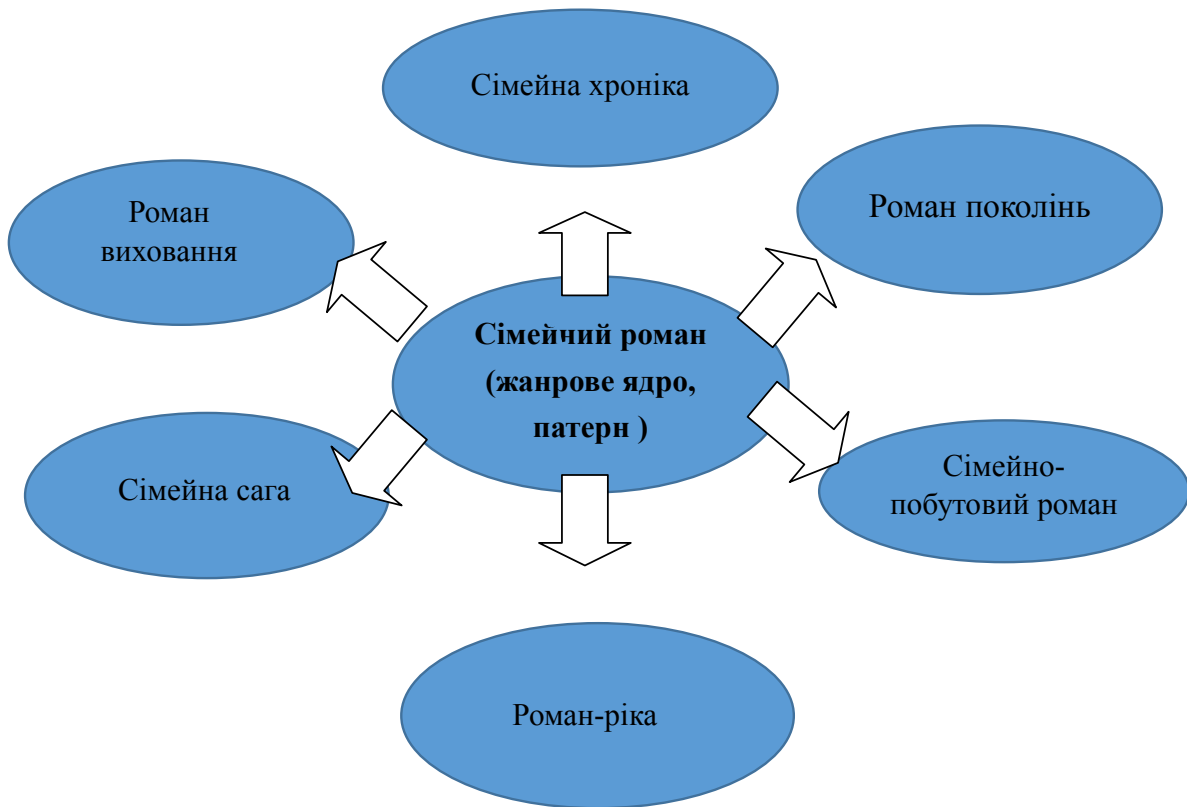 Сімейна хроніка
Роман
виховання
Роман поколінь
Сімейчий роман
(жанрове ядро,
патерн )
Сімейна сага
Сімейно-
побутовий роман
Роман-ріка